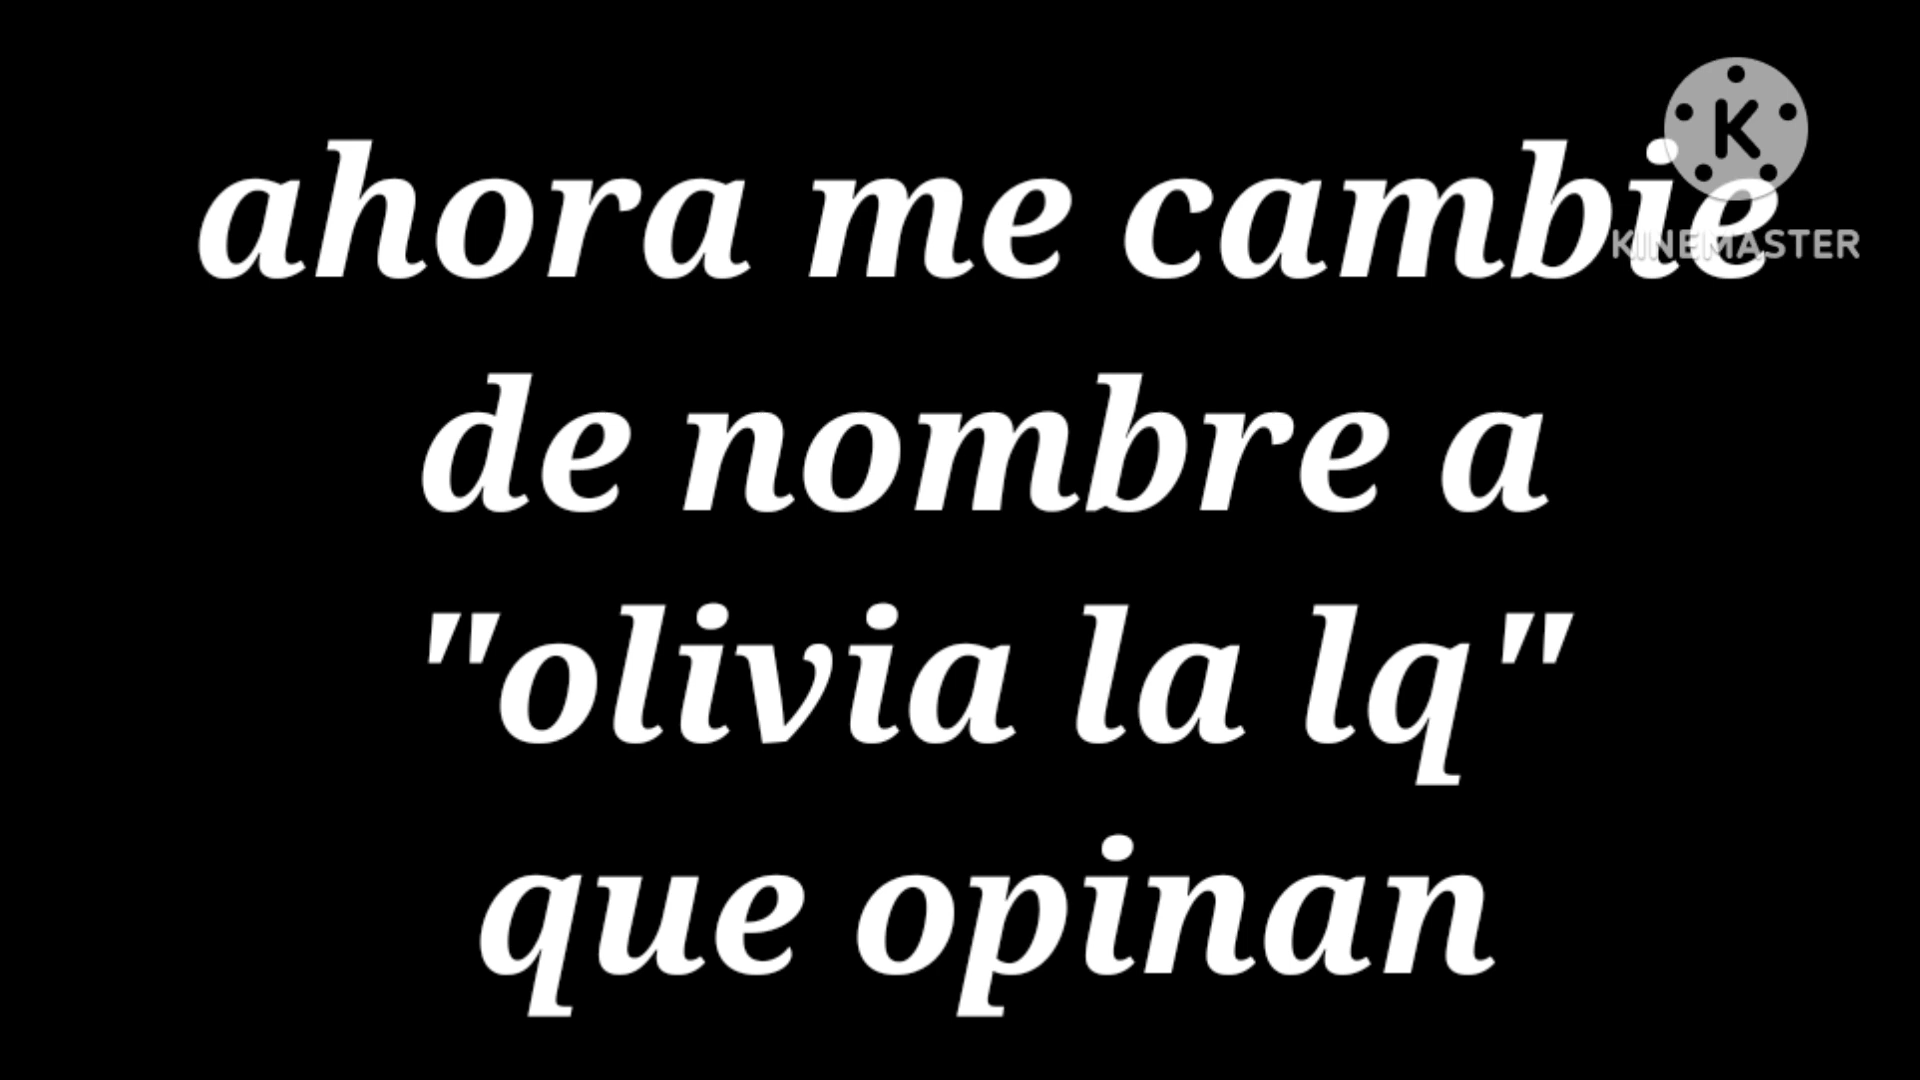 ahora me cambie
KINEMASTER
de nombre a
"olivia la lq"
que opinan